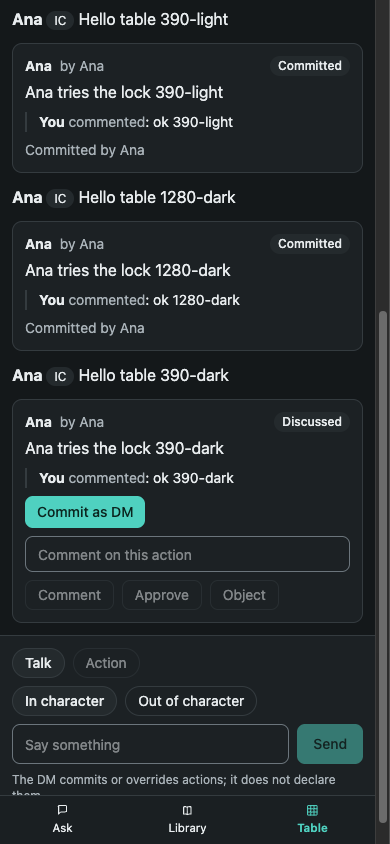 Ana IC Hello table 390-light
Ana by Ana Committed
Ana tries the lock 390-light
You commented: ok 390-light
Committed by Ana
Ana IC Hello table 1280-dark
Ana by Ana Committed
Ana tries the lock 1280-dark
You commented: ok 1280-dark
Committed by Ana
Ana IC Hello table 390-dark
Ana by Ana Discussed
Ana tries the lock 390-dark
You commented: ok 390-dark
Commit as DM
Comment on this action
Comment Approve Object
Talk Action
In character Out of character
Say something Send
The DM commits or overrides actions; it does not declare
them
Ask Library Table